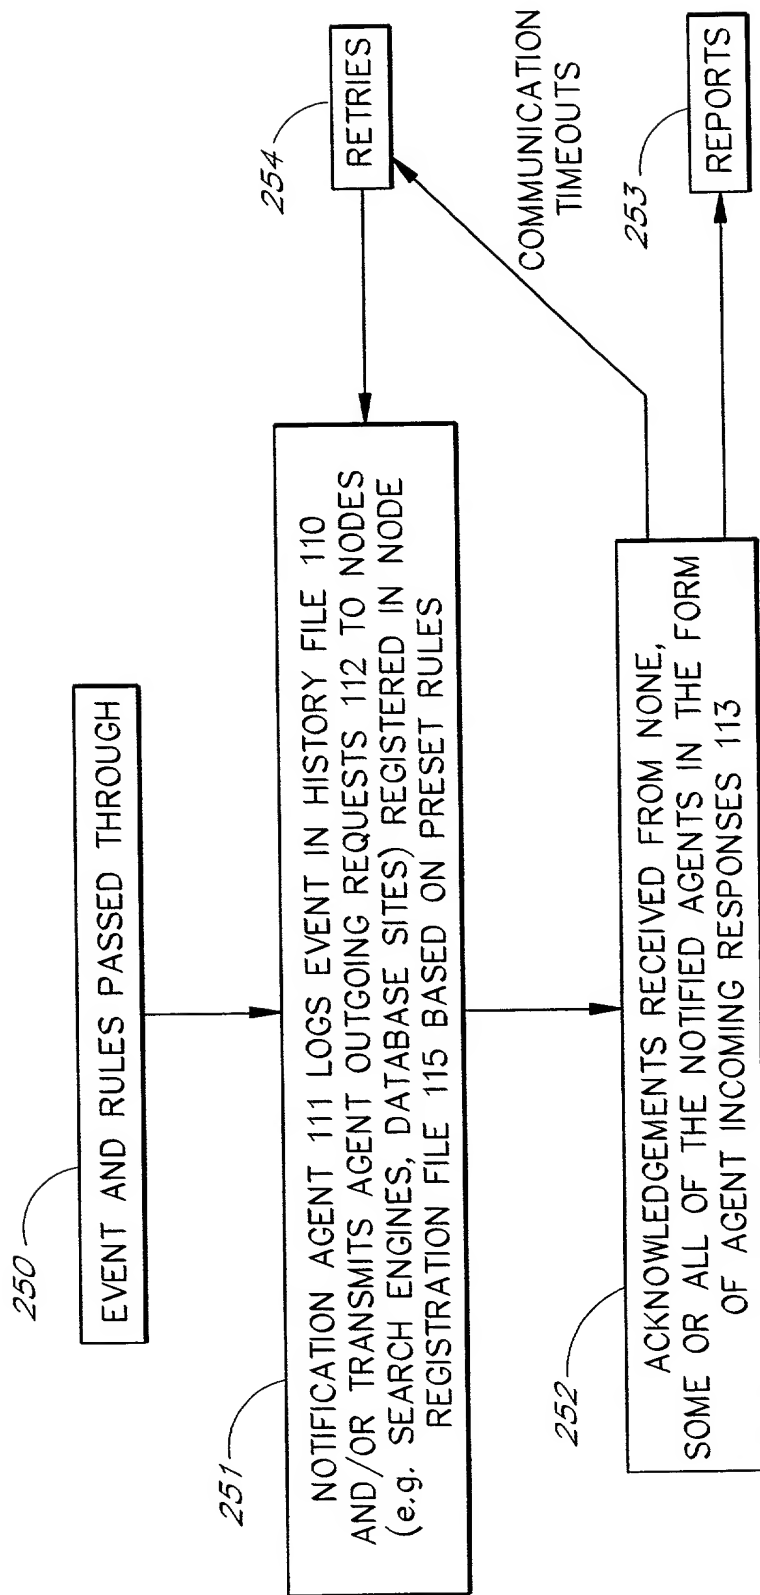 250
EVENT AND RULES PASSED THROUGH
251
NOTIFICATION AGENT 111 LOGS EVENT IN HISTORY FILE 110
AND/OR TRANSMITS AGENT OUTGOING REQUESTS 112 TO NODES
(e.g. SEARCH ENGINES, DATABASE SITES) REGISTERED IN NODE
REGISTRATION FILE 115 BASED ON PRESET RULES
254
RETRIES
252
ACKNOWLEDGEMENTS RECEIVED FROM NONE,
SOME OR ALL OF THE NOTIFIED AGENTS IN THE FORM
OF AGENT INCOMING RESPONSES 113
COMMUNICATION
TIMEOUTS
253
REPORTS